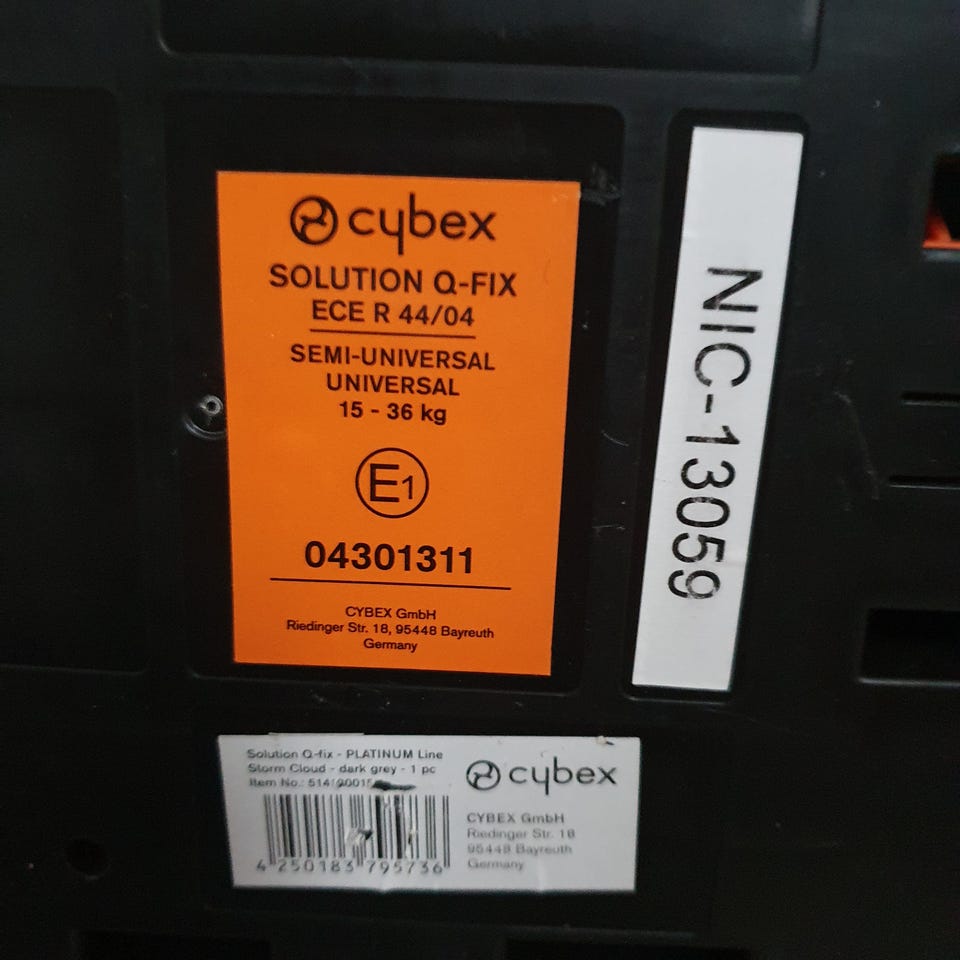 cybex
SOLUTION Q-FIX
ECE R 44/04
SEMI-UNIVERSAL
UNIVERSAL
15 - 36 kg
E1
04301311
CYBEX GmbH
Riedinger Str. 18, 95448 Bayreuth
Germany
NIC-13059
Solution Q-fix - PLATINUM Line
Storm Cloud - dark grey - 1 pc
Item No.:
4 250183 795736
cybex
CYBEX GmbH
Riedinger Str. 18
95448 Bayreuth
Germany